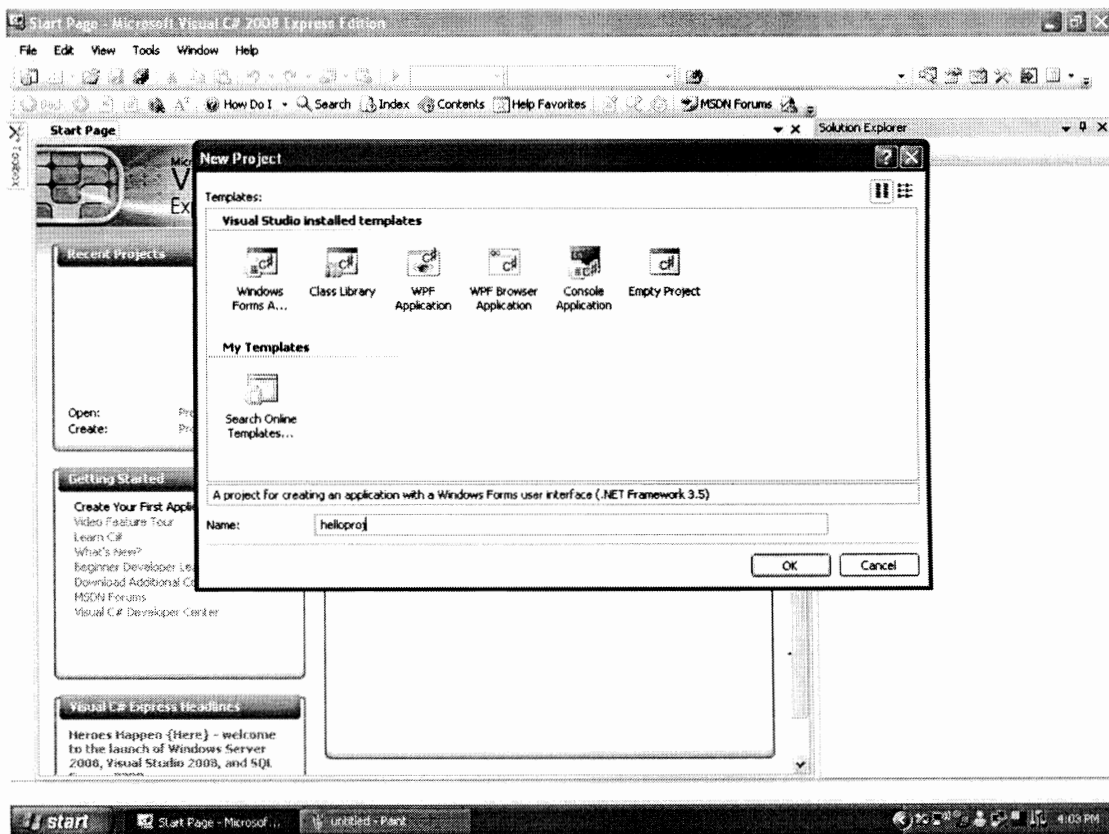 Start Page - Microsoft Visual C# 2008 Express Edition
File Edit View Tools Window Help
How Do I Search Index Contents Help Favorites MSDN Forums
Toolbox
Start Page
Solution Explorer
New Project
Templates:
Visual Studio installed templates
Windows Forms A...
Class Library
WPF Application
WPF Browser Application
Console Application
Empty Project
My Templates
Search Online Templates...
A project for creating an application with a Windows Forms user interface (.NET Framework 3.5)
Name: helloproj
OK Cancel
Recent Projects
Open:
Create:
Getting Started
Create Your First Applic
Video Feature Tour
Learn C#
What's New?
Beginner Developer Lea
Download Additional Co
MSDN Forums
Visual C# Developer Center
Visual C# Express Headlines
Heroes Happen {Here} - welcome
to the launch of Windows Server
2008, Visual Studio 2008, and SQL
start Start Page - Microsof... untitled - Paint 4:03 PM